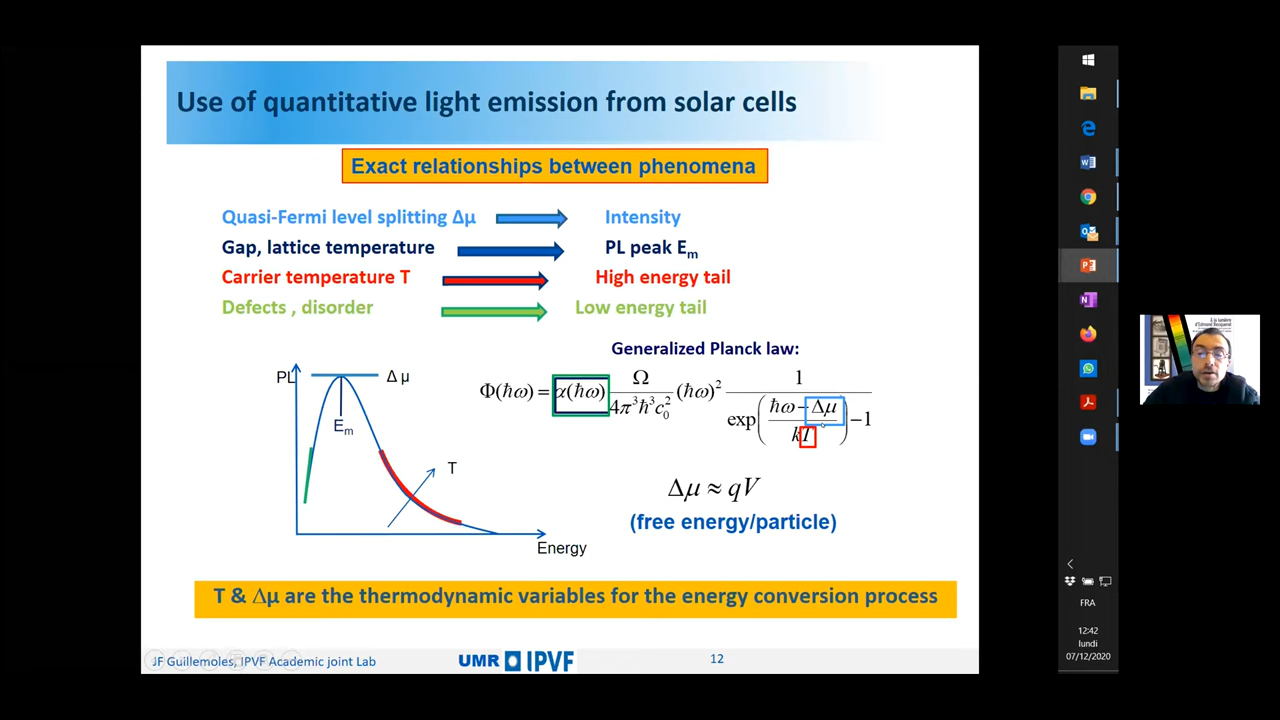 Use of quantitative light emission from solar cells
Exact relationships between phenomena
Quasi-Fermi level splitting Δμ
Intensity
Gap, lattice temperature
PL peak Em
Carrier temperature T
High energy tail
Defects , disorder
Low energy tail
Generalized Planck law:
Φ(ħω) = α(ħω) Ω / 4π³ħ³c₀² (ħω)² 1 / exp((ħω − Δμ) / kT) − 1
PL
Δ μ
Em
T
Energy
Δμ ≈ qV
(free energy/particle)
T & Δμ are the thermodynamic variables for the energy conversion process
JF Guillemoles, IPVF Academic joint Lab
UMR IPVF
12
FRA
12:42
lundi
07/12/2020
À la lumière
d'Edmond Becquerel